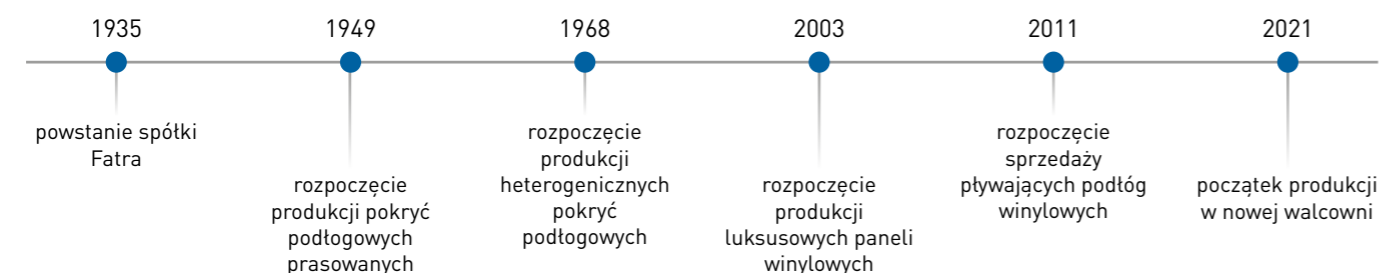 1935
powstanie spółki
Fatra
1949
rozpoczęcie
produkcji pokryć
podłogowych
prasowanych
1968
rozpoczęcie
produkcji
heterogenicznych
pokryć
podłogowych
2003
rozpoczęcie
produkcji
luksusowych paneli
winylowych
2011
rozpoczęcie
sprzedaży
pływających podłóg
winylowych
2021
początek produkcji
w nowej walcowni